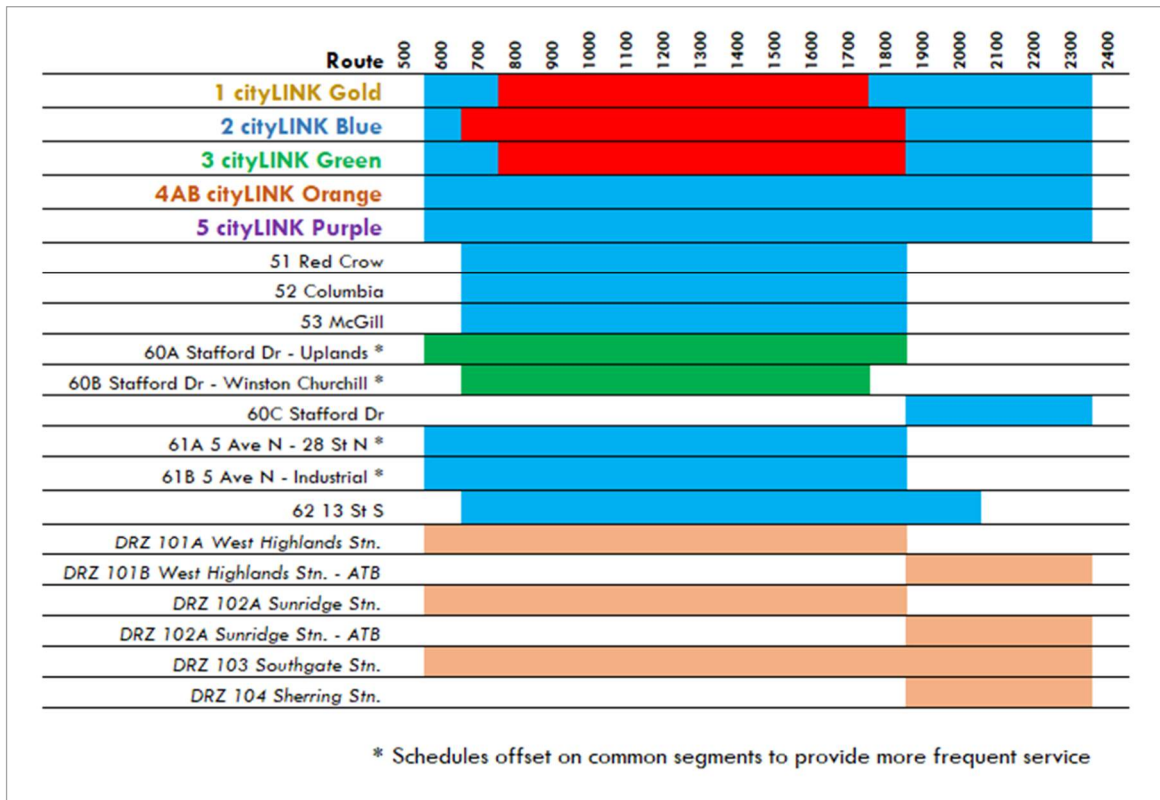 Route 500 600 700 800 900 1000 1100 1200 1300 1400 1500 1600 1700 1800 1900 2000 2100 2200 2300 2400
1 cityLINK Gold
2 cityLINK Blue
3 cityLINK Green
4AB cityLINK Orange
5 cityLINK Purple
51 Red Crow
52 Columbia
53 McGill
60A Stafford Dr - Uplands *
60B Stafford Dr - Winston Churchill *
60C Stafford Dr
61A 5 Ave N - 28 St N *
61B 5 Ave N - Industrial *
62 13 St S
DRZ 101A West Highlands Stn.
DRZ 101B West Highlands Stn. - ATB
DRZ 102A Sunridge Stn.
DRZ 102A Sunridge Stn. - ATB
DRZ 103 Southgate Stn.
DRZ 104 Sherring Stn.
* Schedules offset on common segments to provide more frequent service